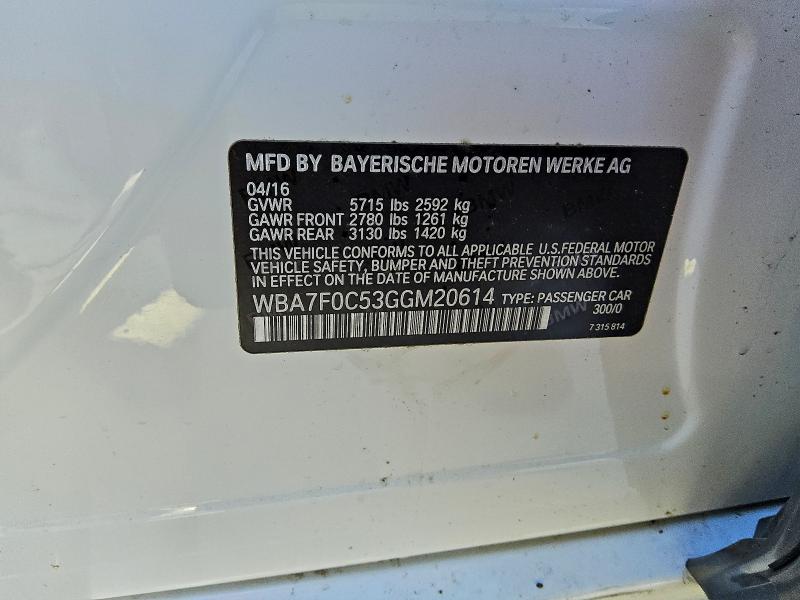 MFD BY BAYERISCHE MOTOREN WERKE AG
04/16
GVWR 5715 lbs 2592 kg
GAWR FRONT 2780 lbs 1261 kg
GAWR REAR 3130 lbs 1420 kg
THIS VEHICLE CONFORMS TO ALL APPLICABLE U.S.FEDERAL MOTOR
VEHICLE SAFETY, BUMPER AND THEFT PREVENTION STANDARDS
IN EFFECT ON THE DATE OF MANUFACTURE SHOWN ABOVE.
WBA7F0C53GGM20614 TYPE: PASSENGER CAR
300/0
BMW
7 315 814